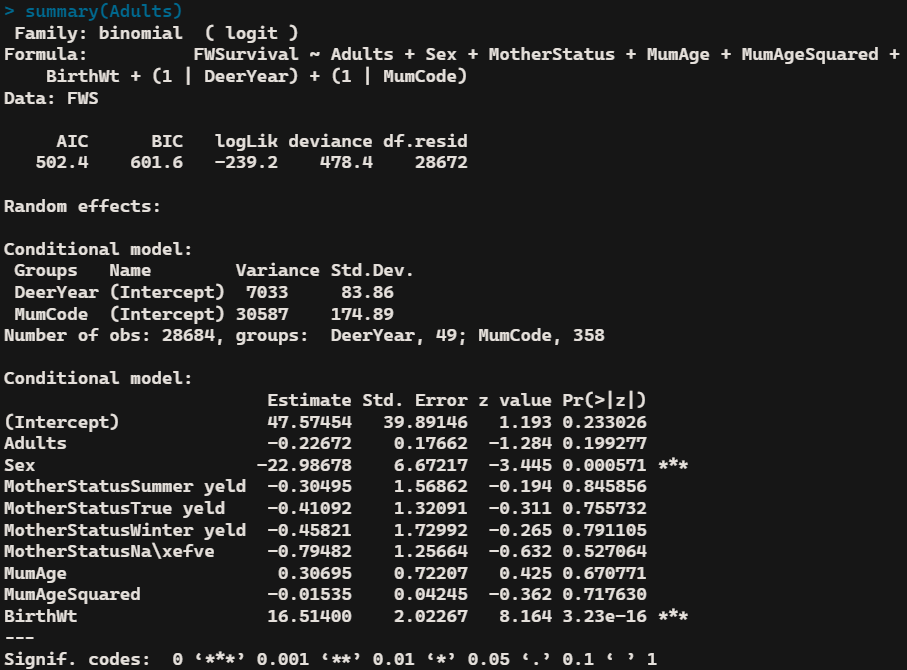 > summary(Adults)
 Family: binomial  ( logit )
Formula:          FWSurvival ~ Adults + Sex + MotherStatus + MumAge + MumAgeSquared +
    BirthWt + (1 | DeerYear) + (1 | MumCode)
Data: FWS

     AIC      BIC   logLik deviance df.resid
   502.4    601.6   -239.2    478.4    28672

Random effects:

Conditional model:
 Groups   Name        Variance Std.Dev.
 DeerYear (Intercept)  7033     83.86
 MumCode  (Intercept) 30587    174.89
Number of obs: 28684, groups:  DeerYear, 49; MumCode, 358

Conditional model:
                         Estimate Std. Error z value Pr(>|z|)
(Intercept)              47.57454   39.89146   1.193 0.233026
Adults                   -0.22672    0.17662  -1.284 0.199277
Sex                     -22.98678    6.67217  -3.445 0.000571 ***
MotherStatusSummer yeld  -0.30495    1.56862  -0.194 0.845856
MotherStatusTrue yeld    -0.41092    1.32091  -0.311 0.755732
MotherStatusWinter yeld  -0.45821    1.72992  -0.265 0.791105
MotherStatusNa\xefve     -0.79482    1.25664  -0.632 0.527064
MumAge                    0.30695    0.72207   0.425 0.670771
MumAgeSquared            -0.01535    0.04245  -0.362 0.717630
BirthWt                  16.51400    2.02267   8.164 3.23e-16 ***
---
Signif. codes:  0 ‘***’ 0.001 ‘**’ 0.01 ‘*’ 0.05 ‘.’ 0.1 ‘ ’ 1